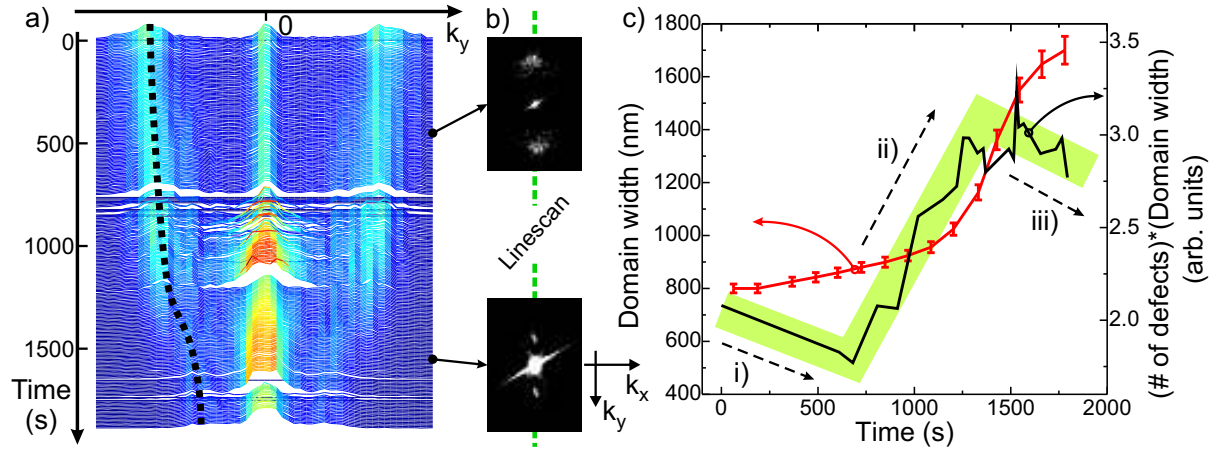 a)
0
k_y
0
500
1000
1500
Time
(s)
b)
Linescan
k_x
k_y
c)
1800
1600
1400
1200
1000
800
600
400
Domain width (nm)
0
500
1000
1500
2000
Time (s)
3.5
3.0
2.5
2.0
(# of defects)*(Domain width)
(arb. units)
i)
ii)
iii)